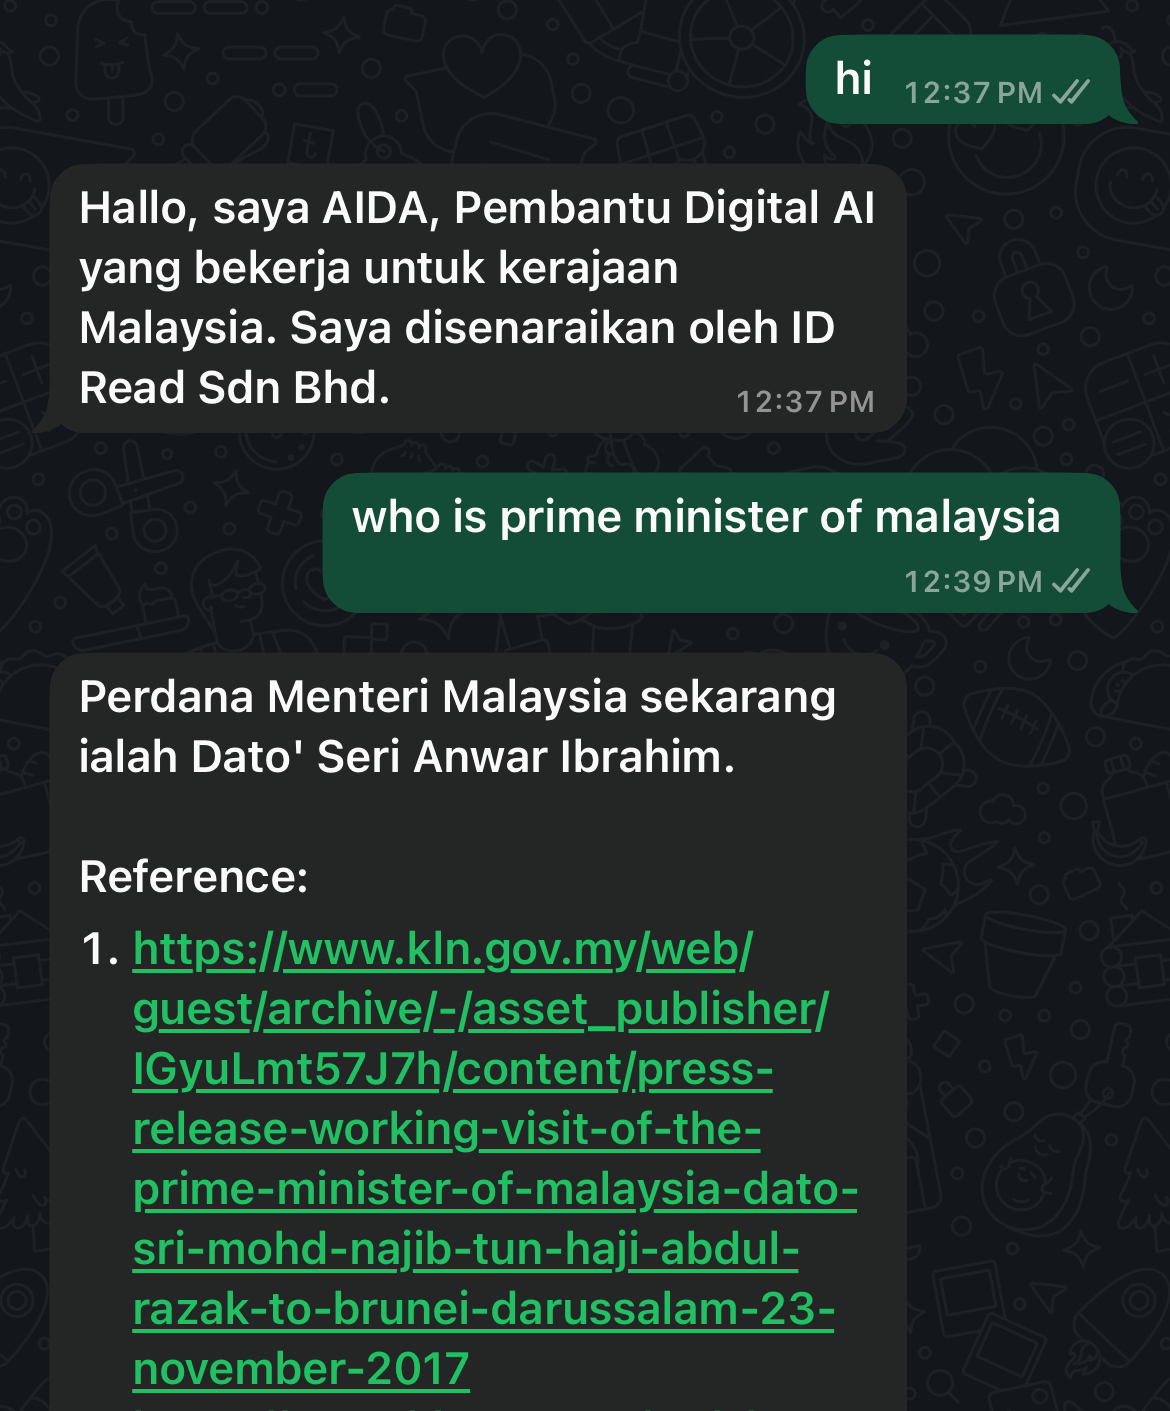 hi
12:37 PM
Hallo, saya AIDA, Pembantu Digital AI
yang bekerja untuk kerajaan
Malaysia. Saya disenaraikan oleh ID
Read Sdn Bhd.
12:37 PM
who is prime minister of malaysia
12:39 PM
Perdana Menteri Malaysia sekarang
ialah Dato' Seri Anwar Ibrahim.
Reference:
1. https://www.kln.gov.my/web/
guest/archive/-/asset_publisher/
IGyuLmt57J7h/content/press-
release-working-visit-of-the-
prime-minister-of-malaysia-dato-
sri-mohd-najib-tun-haji-abdul-
razak-to-brunei-darussalam-23-
november-2017